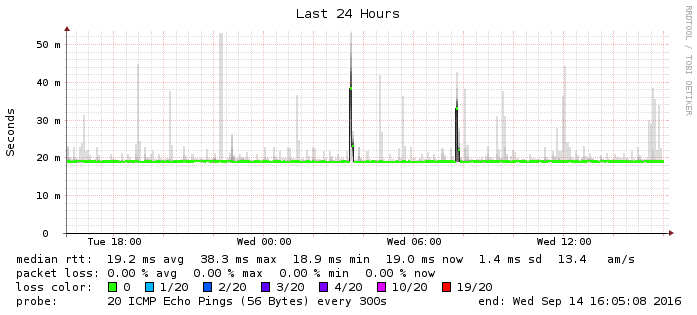 Last 24 Hours
RRDTOOL / TOBI OETIKER
Seconds
50 m
40 m
30 m
20 m
10 m
0
Tue 18:00 Wed 00:00 Wed 06:00 Wed 12:00
median rtt: 19.2 ms avg 38.3 ms max 18.9 ms min 19.0 ms now 1.4 ms sd 13.4 am/s
packet loss: 0.00 % avg 0.00 % max 0.00 % min 0.00 % now
loss color: 0 1/20 2/20 3/20 4/20 10/20 19/20
probe: 20 ICMP Echo Pings (56 Bytes) every 300s end: Wed Sep 14 16:05:08 2016